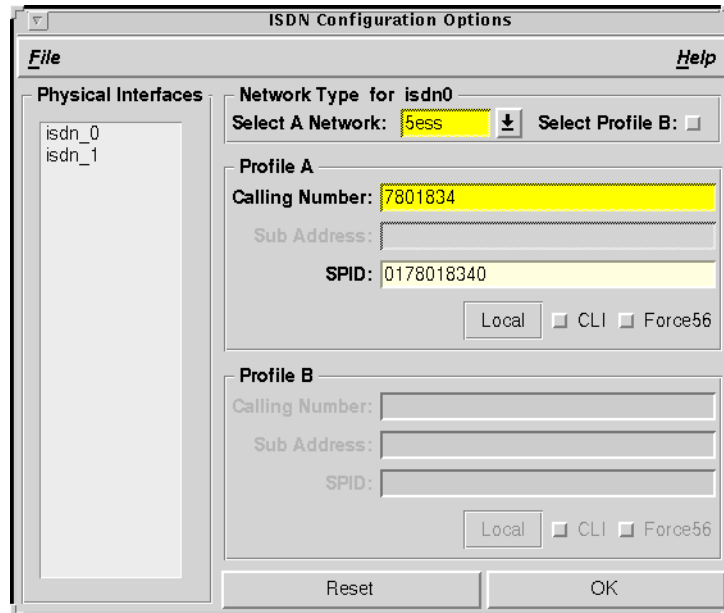 ISDN Configuration Options
File Help
Physical Interfaces
isdn_0
isdn_1
Network Type for isdn0
Select A Network: 5ess Select Profile B:
Profile A
Calling Number: 7801834
Sub Address:
SPID: 0178018340
Local CLI Force56
Profile B
Calling Number:
Sub Address:
SPID:
Local CLI Force56
Reset OK